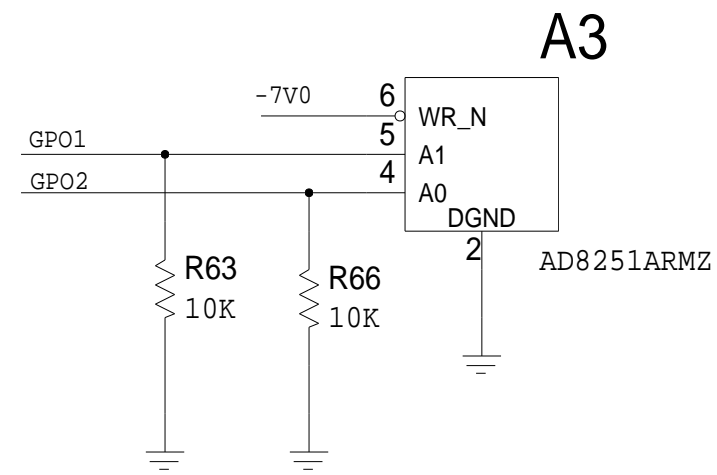 A3
-7V0
6
WR_N
GPO1
5
A1
GPO2
4
A0
DGND
2
AD8251ARMZ
R63
10K
R66
10K